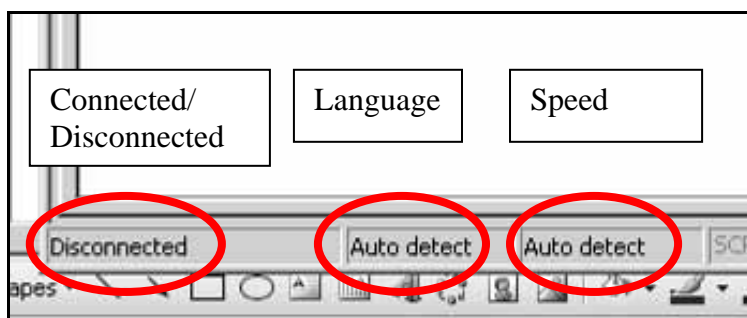 Connected/
Disconnected
Language
Speed
Disconnected
Auto detect
Auto detect
apes